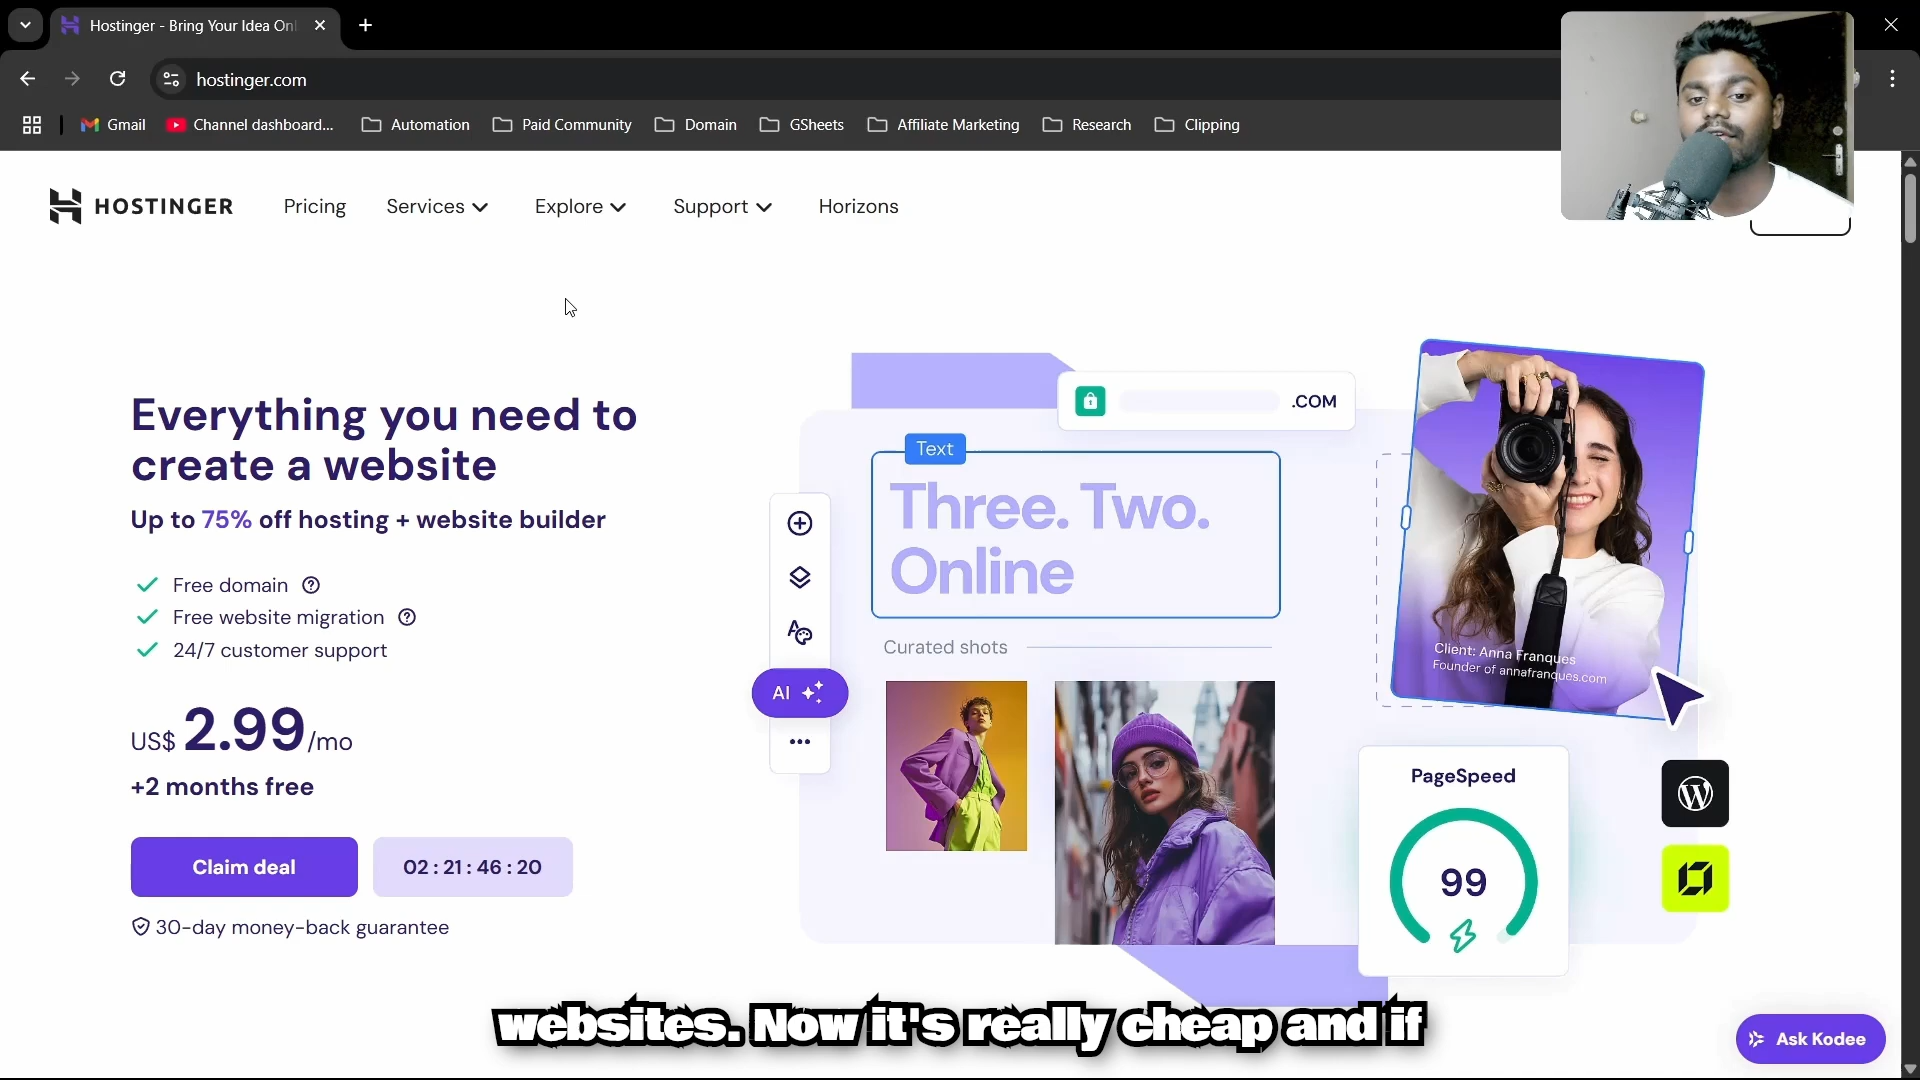 Hostinger - Bring Your Idea Onl
hostinger.com
Gmail
Channel dashboard...
Automation
Paid Community
Domain
GSheets
Affiliate Marketing
Research
Clipping
HOSTINGER
Pricing
Services
Explore
Support
Horizons
Everything you need to
create a website
Up to 75% off hosting + website builder
Free domain
Free website migration
24/7 customer support
US$ 2.99/mo
+2 months free
Claim deal
02 : 21 : 46 : 20
30-day money-back guarantee
.COM
Text
Three. Two.
Online
Curated shots
AI
Client: Anna Franques
Founder of annafranques.com
PageSpeed
99
websites. Now it's really cheap and if
Ask Kodee